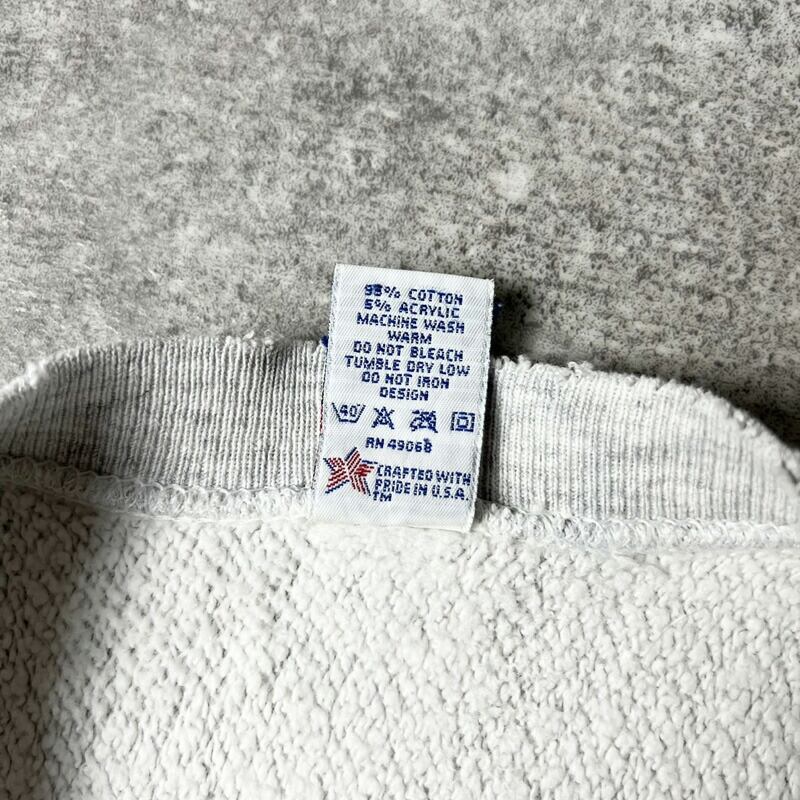 95% COTTON
5% ACRYLIC
MACHINE WASH
WARM
DO NOT BLEACH
TUMBLE DRY LOW
DO NOT IRON
DESIGN
40
RN 49068
CRAFTED WITH
PRIDE IN U.S.A.
TM